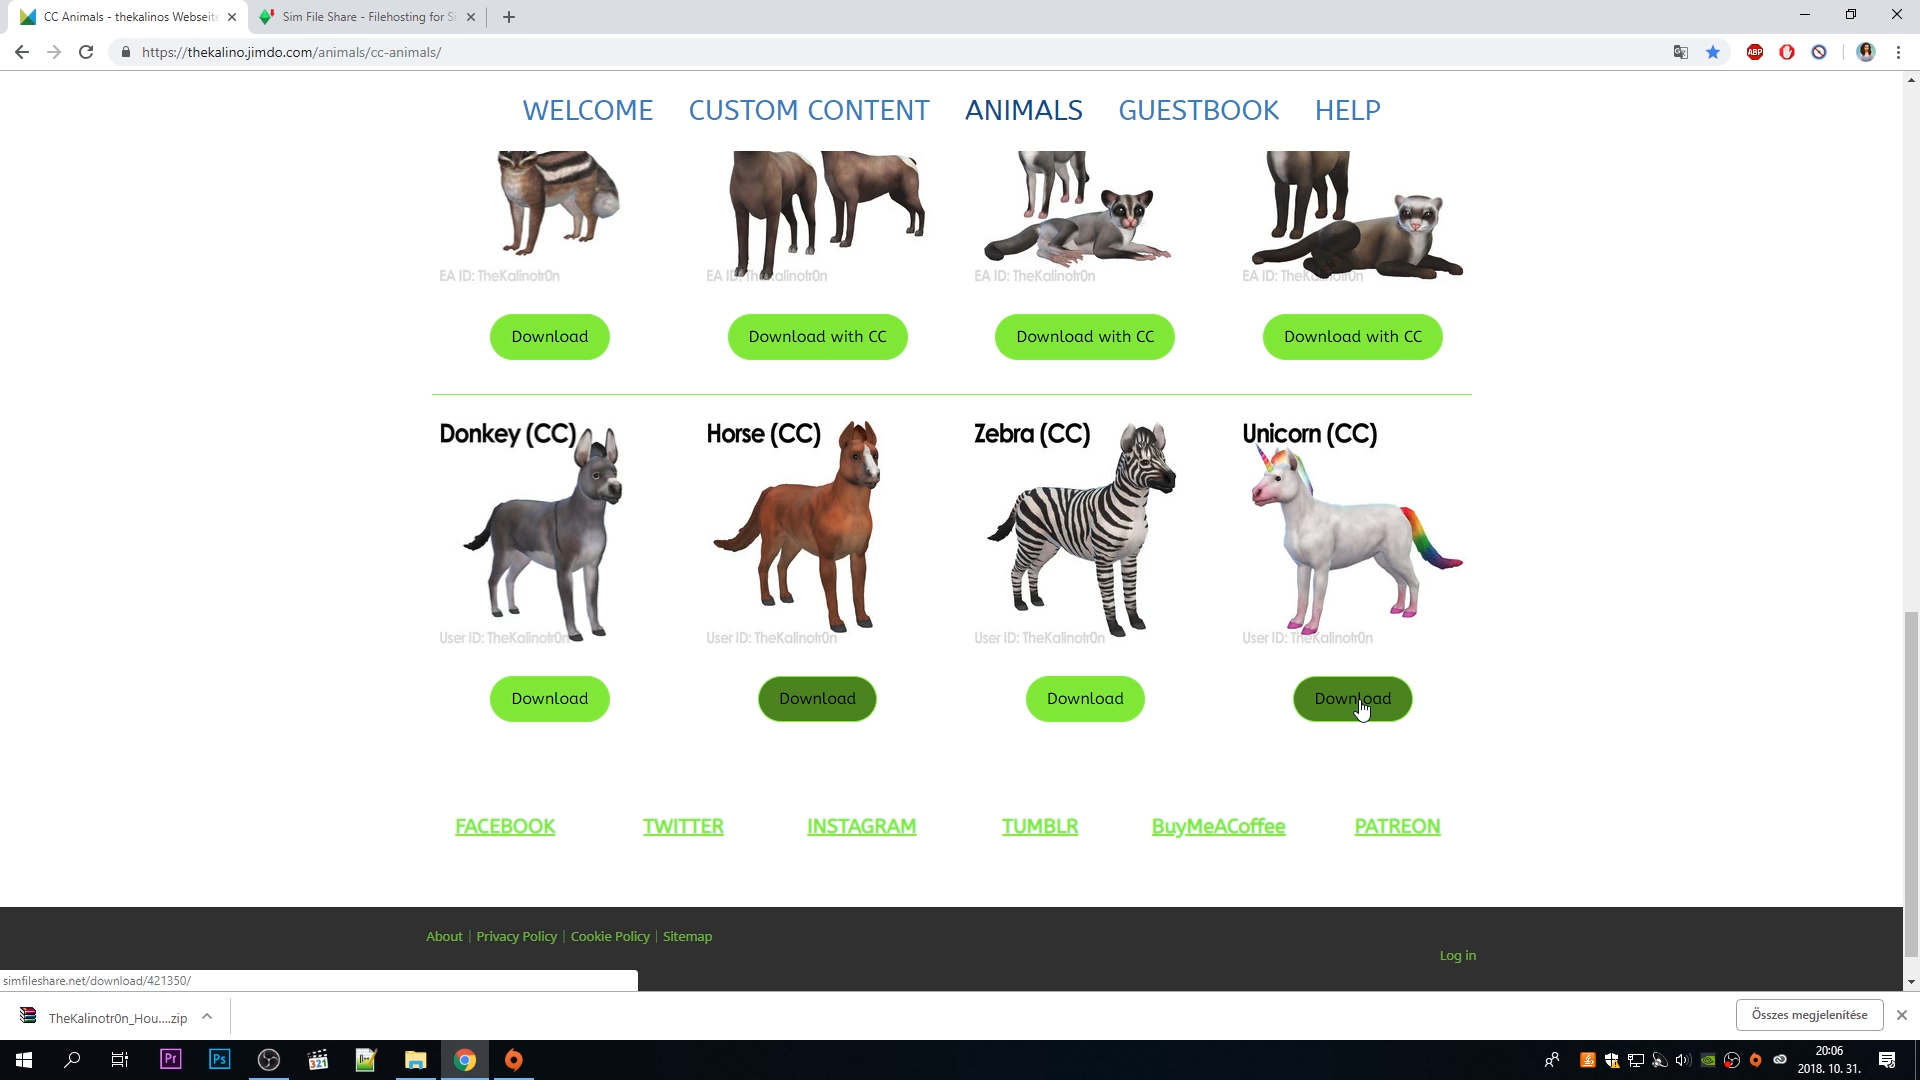 CC Animals - thekalinos Webseite
Sim File Share - Filehosting for Si
https://thekalino.jimdo.com/animals/cc-animals/
ABP
WELCOME CUSTOM CONTENT ANIMALS GUESTBOOK HELP
EA ID: TheKalinotr0n EA ID: TheKalinotr0n EA ID: TheKalinotr0n EA ID: TheKalinotr0n
Download Download with CC Download with CC Download with CC
Donkey (CC) Horse (CC) Zebra (CC) Unicorn (CC)
User ID: TheKalinotr0n User ID: TheKalinotr0n User ID: TheKalinotr0n User ID: TheKalinotr0n
Download Download Download Download
FACEBOOK TWITTER INSTAGRAM TUMBLR BuyMeACoffee PATREON
About | Privacy Policy | Cookie Policy | Sitemap
Log in
simfileshare.net/download/421350/
TheKalinotr0n_Hou....zip
Összes megjelenítése
Pr Ps 321
20:06
2018. 10. 31.